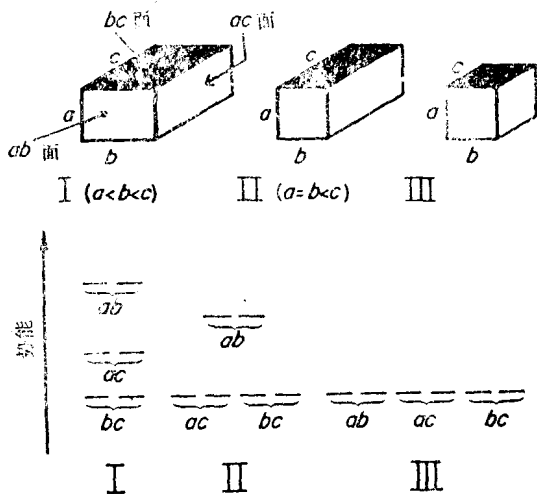 bc 面 ac 面
c c c
a a a
ab 面 b b b
I (a<b<c) II (a=b<c) III
势能
ab
ab
ac
bc ac bc ab ac bc
I II III